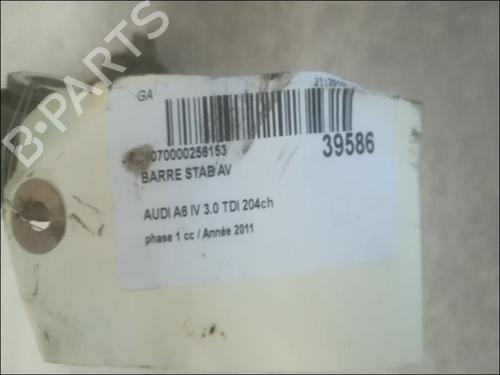 GA
070000256153
39586
BARRE STAB AV
AUDI A6 IV 3.0 TDI 204ch
phase 1 cc / Année 2011
B-PARTS